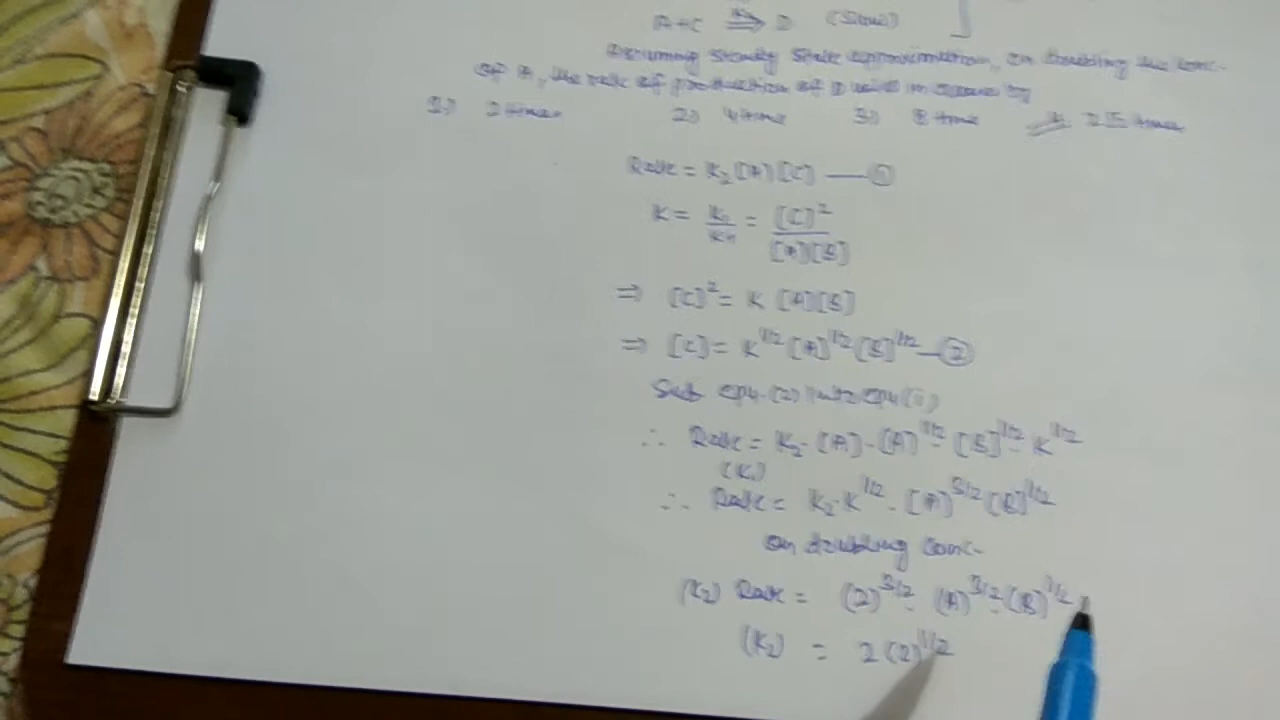 A+C ⟹ D (Slow)
Assuming steady state approximation, on doubling the conc-
of A, the rate of production of D will increase by
1) 2 times 2) 4 time 3) 8 time 2√2 times
Rate = K₂[A][C] —①
K = K₁/K₋₁ = [C]²/[A][B]
⇒ [C]² = K [A][B]
⇒ [C] = K^1/2 [A]^1/2 [B]^1/2 —②
Sub eqn.(2) into eqn(1)
∴ Rate = K₂·[A]·[A]^1/2·[B]^1/2·K^1/2
(K₁)
∴ Rate = K₂·K^1/2·[A]^3/2 [B]^1/2
on doubling conc-
(K₂) Rate = (2)^3/2·(A)^3/2·(B)^1/2
(K₂) = 2(2)^1/2